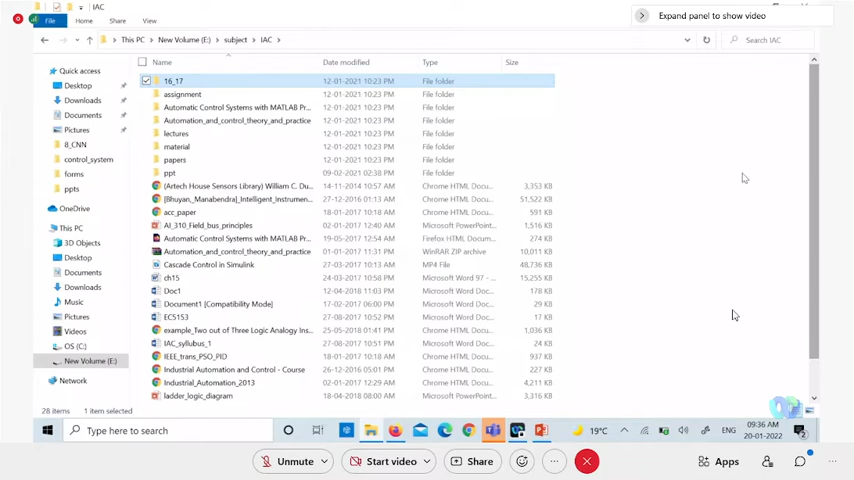 IAC
Expand panel to show video
File Home Share View
This PC New Volume (E:) subject IAC
Search IAC
Name Date modified Type Size
Quick access
Desktop
Downloads
Documents
Pictures
8_CNN
control_system
forms
ppts
OneDrive
This PC
3D Objects
Desktop
Documents
Downloads
Music
Pictures
Videos
OS (C:)
New Volume (E:)
Network
16_17 12-01-2021 10:23 PM File folder
assignment 12-01-2021 10:23 PM File folder
Automatic Control Systems with MATLAB Pr... 12-01-2021 10:23 PM File folder
Automation_and_control_theory_and_practice 12-01-2021 10:23 PM File folder
lectures 12-01-2021 10:23 PM File folder
material 12-01-2021 10:23 PM File folder
papers 12-01-2021 10:23 PM File folder
ppt 09-02-2021 02:38 PM File folder
(Artech House Sensors Library) William C. Du... 14-11-2014 10:57 AM Chrome HTML Docu... 3,353 KB
[Bhuyan,_Manabendra]_Intelligent_Instrumen... 27-12-2016 01:13 AM Chrome HTML Docu... 51,522 KB
acc_paper 18-01-2017 10:18 AM Chrome HTML Docu... 591 KB
AI_310_Field_bus_principles 02-01-2017 12:40 AM Microsoft PowerPoint... 1,516 KB
Automatic Control Systems with MATLAB Pr... 19-05-2017 12:54 AM Firefox HTML Docum... 274 KB
Automation_and_control_theory_and_practice 01-01-2017 11:31 PM WinRAR ZIP archive 10,011 KB
Cascade Control in Simulink 27-03-2017 10:13 AM MP4 File 48,736 KB
ch15 24-03-2017 10:58 PM Microsoft Word 97 - ... 15,255 KB
Doc1 12-04-2018 11:03 PM Microsoft Word Docu... 178 KB
Document1 [Compatibility Mode] 17-02-2017 06:00 PM Microsoft Word Docu... 29 KB
EC5153 23-08-2017 10:31 AM Microsoft Word Docu... 17 KB
example_Two out of Three Logic Analogy Ins... 25-05-2018 01:41 PM Chrome HTML Docu... 1,036 KB
IAC_syllabus_1 27-08-2017 10:31 AM Microsoft Word Docu... 24 KB
IEEE_trans_PSO_PID 18-01-2017 10:18 AM Chrome HTML Docu... 937 KB
Industrial Automation and Control - Course 26-12-2016 05:01 AM Chrome HTML Docu... 21 KB
Industrial_Automation_2013 02-01-2017 12:29 AM Chrome HTML Docu... 4,211 KB
ladder_logic_diagram 18-04-2018 08:00 AM Chrome HTML Docu... 3,316 KB
28 items 1 item selected
Type here to search
19°C
ENG
09:36 AM
20-01-2022
2
Unmute
Start video
Share
Apps